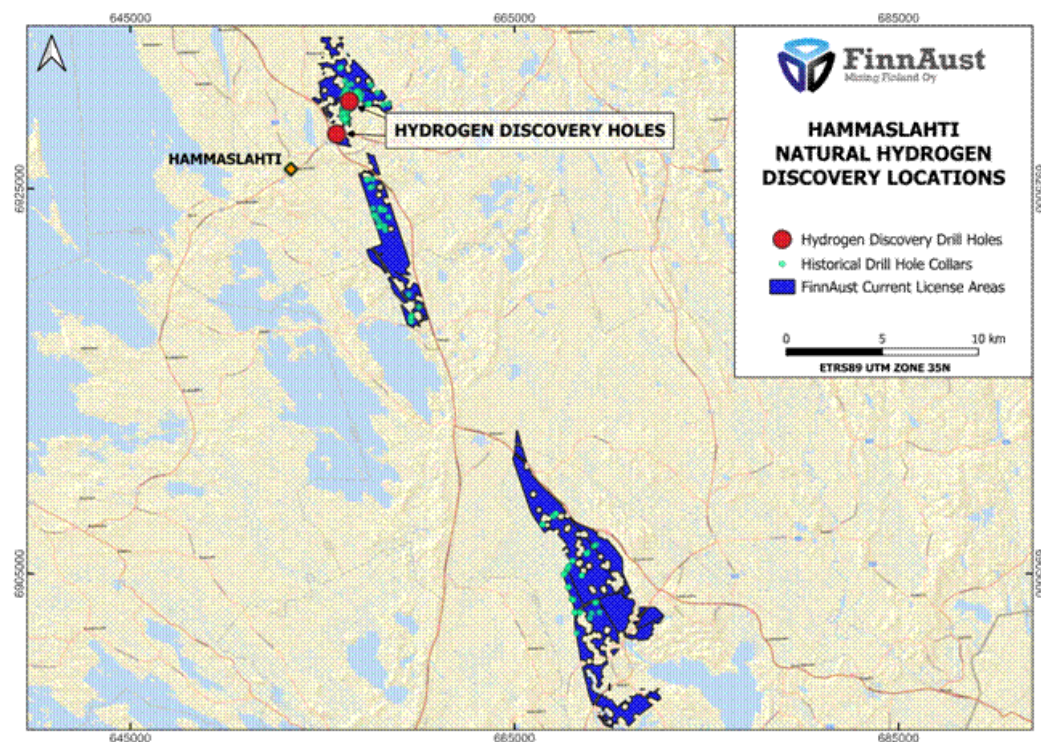 645000
665000
685000
FinnAust
Mining Finland Oy
HAMMASLAHTI
NATURAL HYDROGEN
DISCOVERY LOCATIONS
Hydrogen Discovery Drill Holes
Historical Drill Hole Collars
FinnAust Current License Areas
0 5 10 km
ETRS89 UTM ZONE 35N
HYDROGEN DISCOVERY HOLES
HAMMASLAHTI
6925000
6925000
6905000
6905000
645000
665000
685000